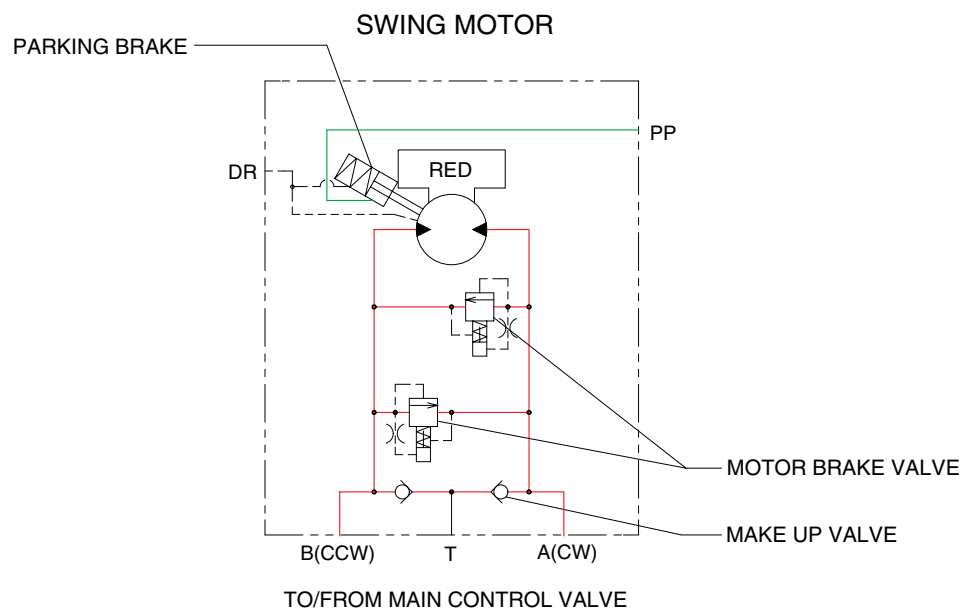 SWING MOTOR
PARKING BRAKE
PP
DR
RED
MOTOR BRAKE VALVE
MAKE UP VALVE
B(CCW)
T
A(CW)
TO/FROM MAIN CONTROL VALVE